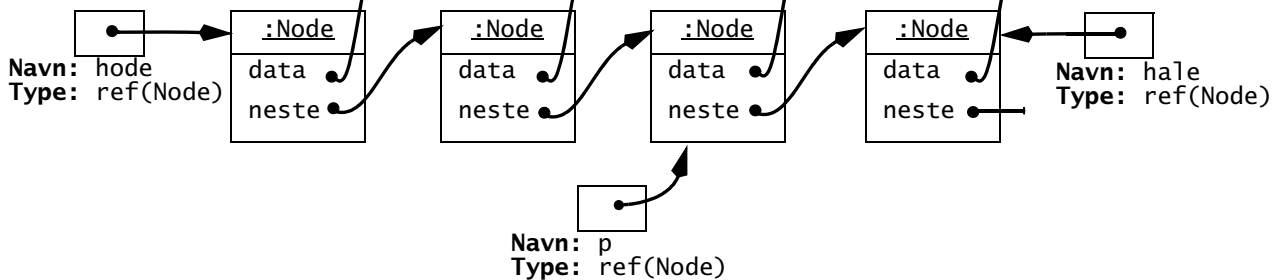 :Node
:Node
:Node
:Node
data
data
data
data
neste
neste
neste
neste
Navn: hode
Type: ref(Node)
Navn: hale
Type: ref(Node)
Navn: p
Type: ref(Node)